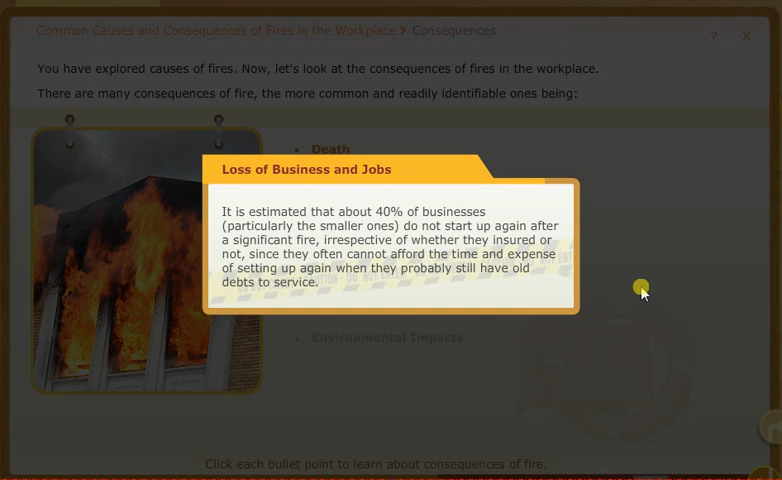 Common Causes and Consequences of Fires in the Workplace > Consequences
? X
You have explored causes of fires. Now, let's look at the consequences of fires in the workplace.
There are many consequences of fire, the more common and readily identifiable ones being:
• Death
Loss of Business and Jobs
It is estimated that about 40% of businesses
(particularly the smaller ones) do not start up again after
a significant fire, irrespective of whether they insured or
not, since they often cannot afford the time and expense
of setting up again when they probably still have old
debts to service.
• Environmental Impacts
Click each bullet point to learn about consequences of fire.